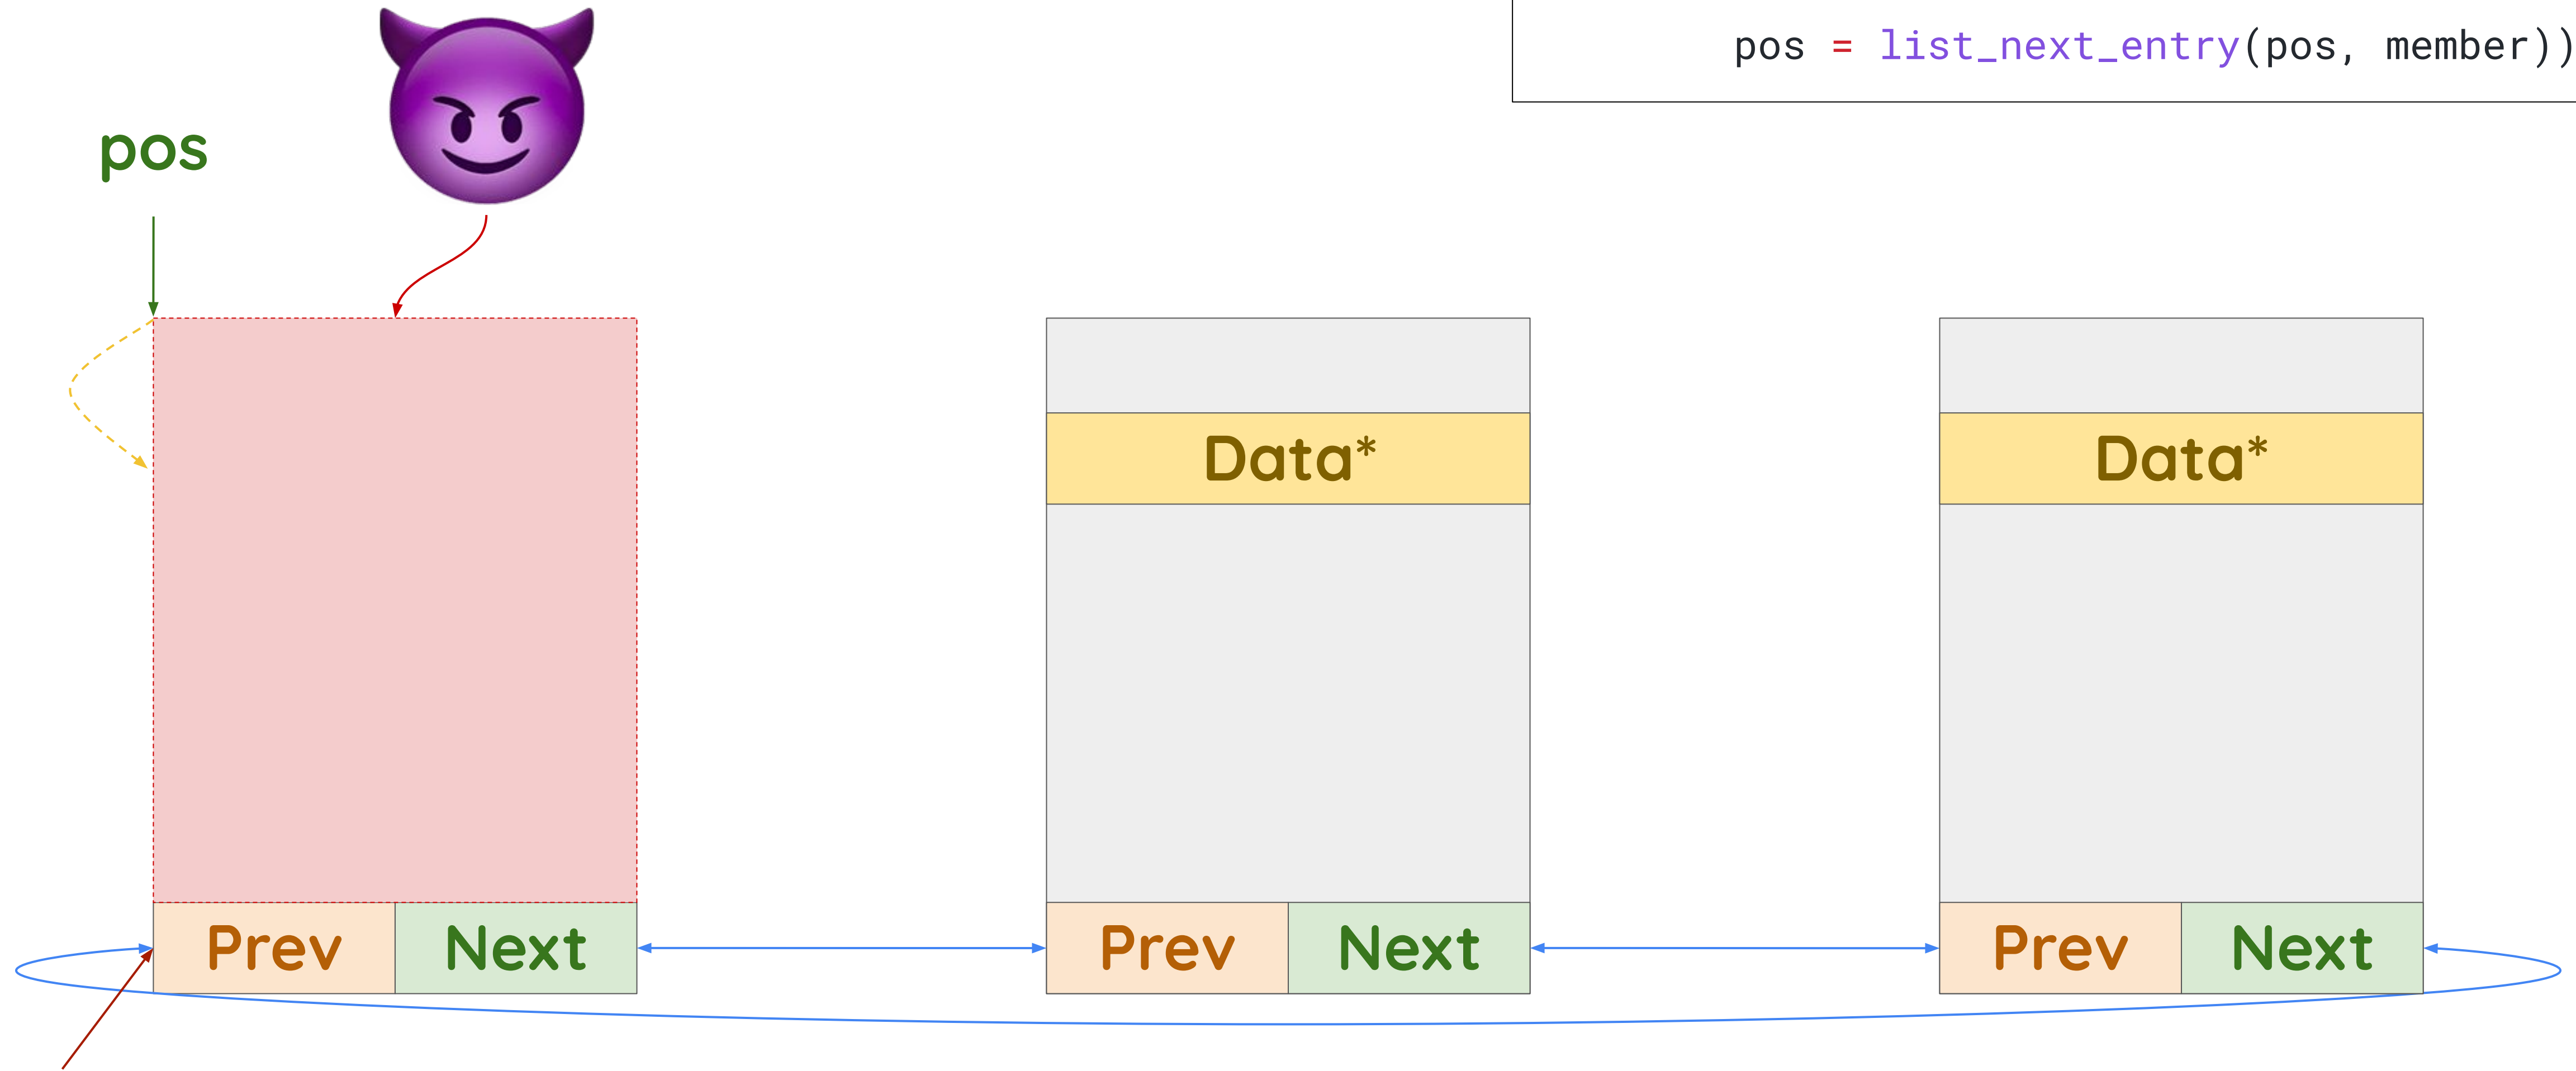 pos = list_next_entry(pos, member))
pos
Data* Data*
Prev Next Prev Next Prev Next